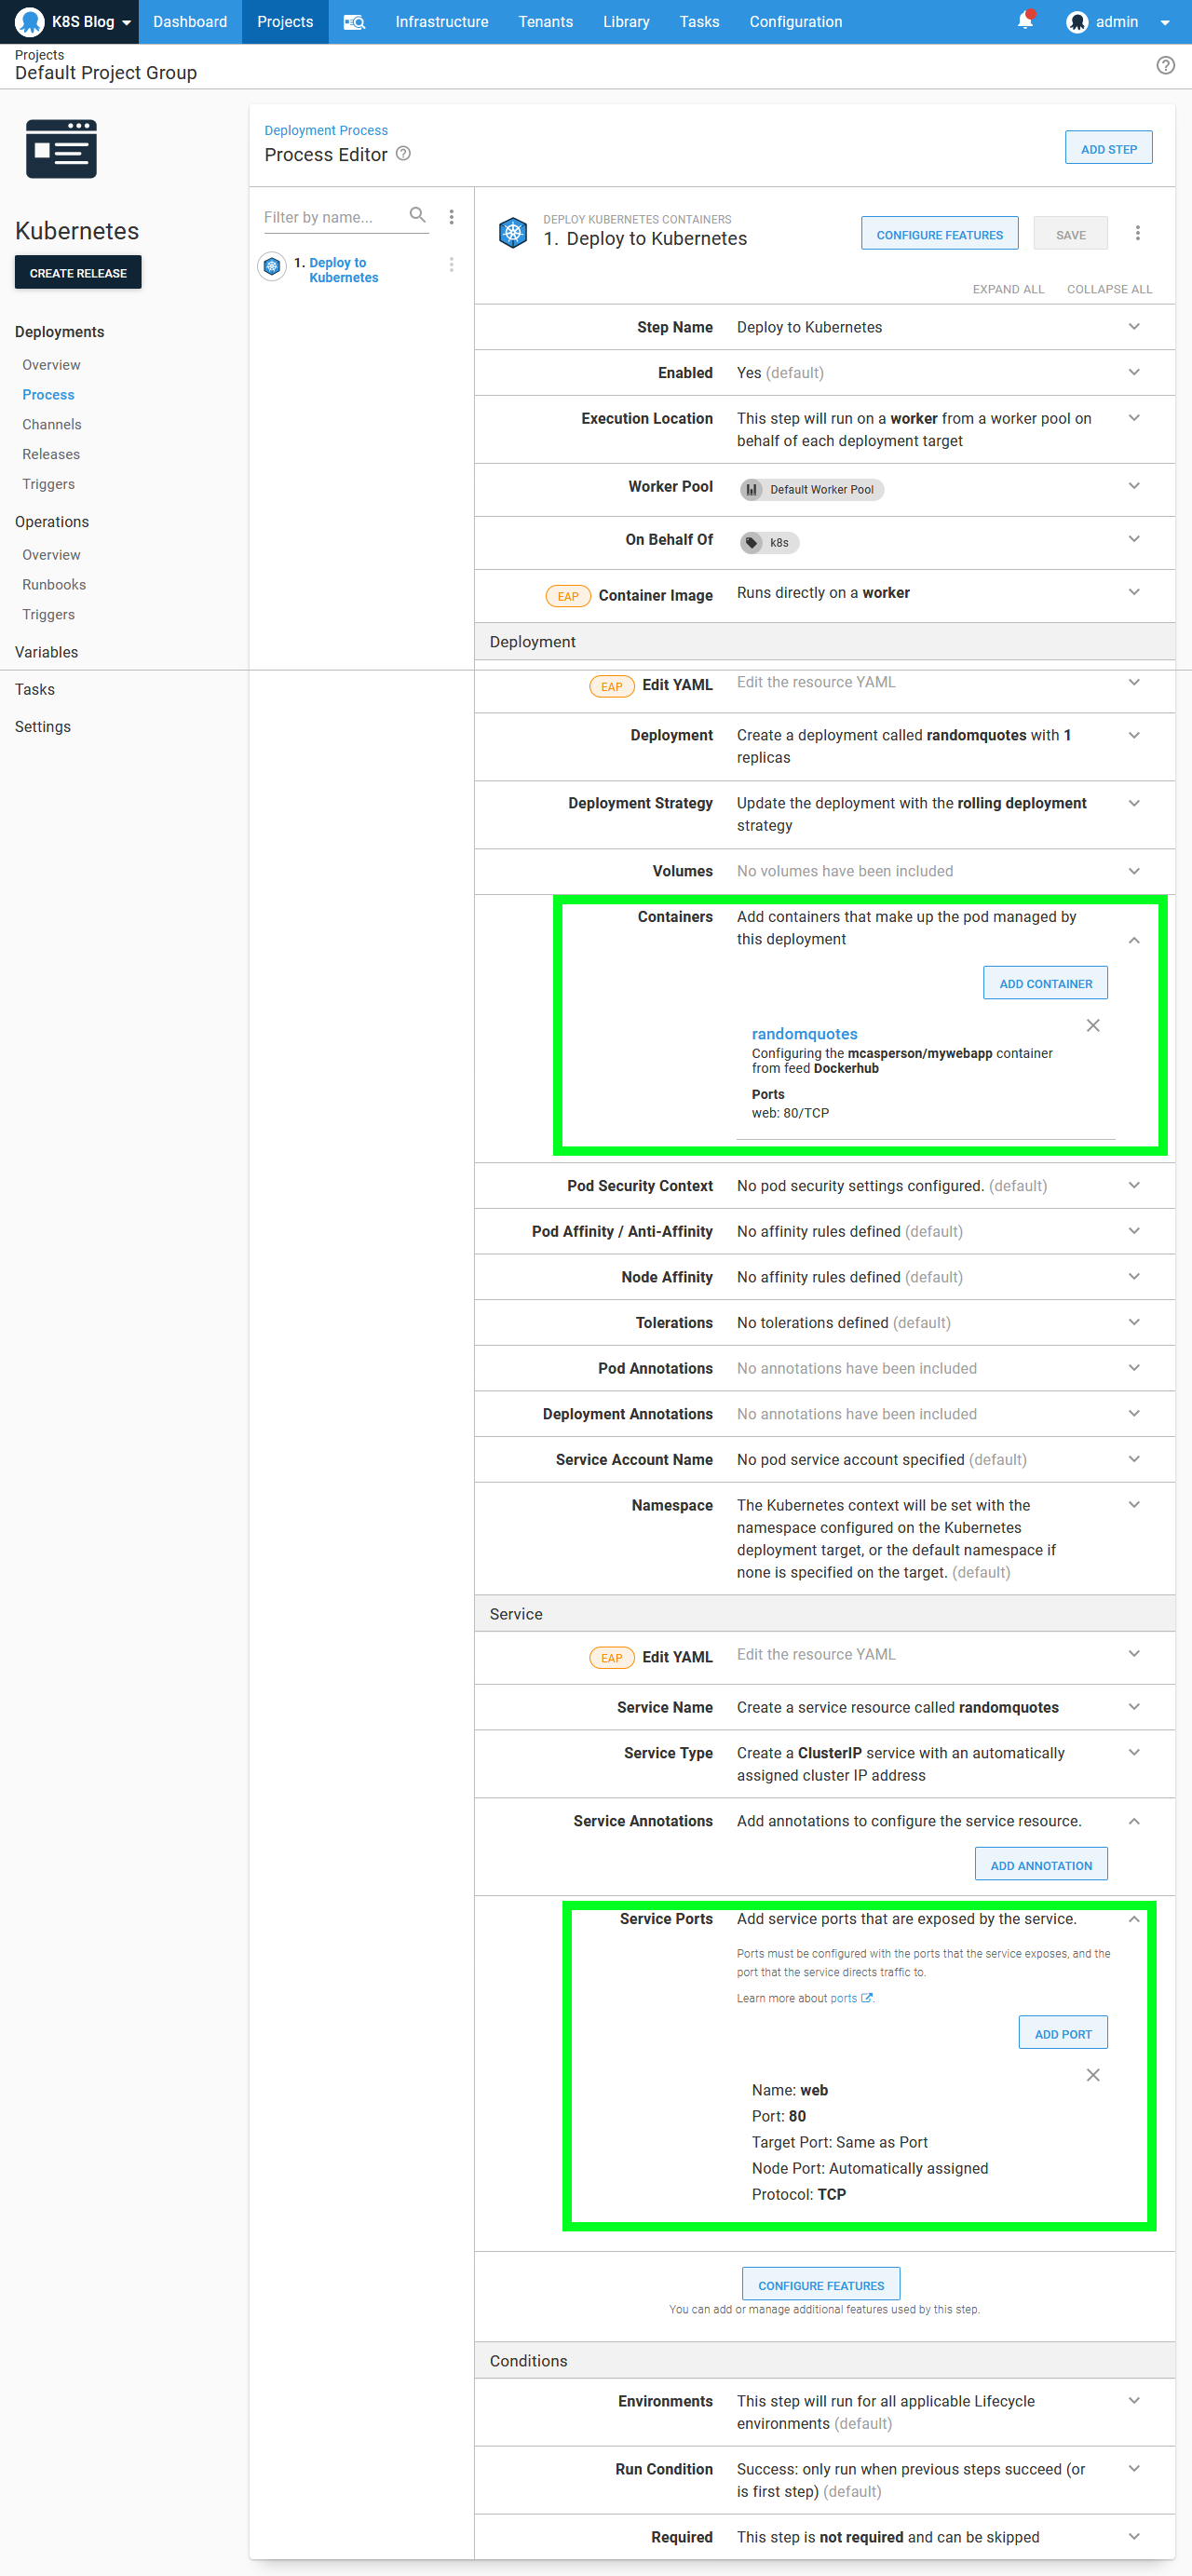 K8S Blog
Dashboard
Projects
Infrastructure
Tenants
Library
Tasks
Configuration
admin
Projects
Default Project Group
Kubernetes
CREATE RELEASE
Deployments
Overview
Process
Channels
Releases
Triggers
Operations
Overview
Runbooks
Triggers
Variables
Tasks
Settings
Deployment Process
Process Editor
ADD STEP
Filter by name...
1. Deploy to
Kubernetes
DEPLOY KUBERNETES CONTAINERS
1. Deploy to Kubernetes
CONFIGURE FEATURES
SAVE
EXPAND ALL
COLLAPSE ALL
Step Name
Deploy to Kubernetes
Enabled
Yes (default)
Execution Location
This step will run on a worker from a worker pool on
behalf of each deployment target
Worker Pool
Default Worker Pool
On Behalf Of
k8s
EAP
Container Image
Runs directly on a worker
Deployment
EAP
Edit YAML
Edit the resource YAML
Deployment
Create a deployment called randomquotes with 1
replicas
Deployment Strategy
Update the deployment with the rolling deployment
strategy
Volumes
No volumes have been included
Containers
Add containers that make up the pod managed by
this deployment
ADD CONTAINER
randomquotes
Configuring the mcasperson/mywebapp container
from feed Dockerhub
Ports
web: 80/TCP
Pod Security Context
No pod security settings configured. (default)
Pod Affinity / Anti-Affinity
No affinity rules defined (default)
Node Affinity
No affinity rules defined (default)
Tolerations
No tolerations defined (default)
Pod Annotations
No annotations have been included
Deployment Annotations
No annotations have been included
Service Account Name
No pod service account specified (default)
Namespace
The Kubernetes context will be set with the
namespace configured on the Kubernetes
deployment target, or the default namespace if
none is specified on the target. (default)
Service
EAP
Edit YAML
Edit the resource YAML
Service Name
Create a service resource called randomquotes
Service Type
Create a ClusterIP service with an automatically
assigned cluster IP address
Service Annotations
Add annotations to configure the service resource.
ADD ANNOTATION
Service Ports
Add service ports that are exposed by the service.
Ports must be configured with the ports that the service exposes, and the
port that the service directs traffic to.
Learn more about ports.
ADD PORT
Name: web
Port: 80
Target Port: Same as Port
Node Port: Automatically assigned
Protocol: TCP
CONFIGURE FEATURES
You can add or manage additional features used by this step.
Conditions
Environments
This step will run for all applicable Lifecycle
environments (default)
Run Condition
Success: only run when previous steps succeed (or
is first step) (default)
Required
This step is not required and can be skipped